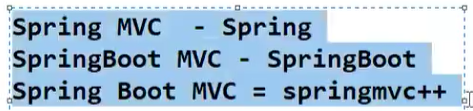 Spring MVC  - Spring
SpringBoot MVC - SpringBoot
Spring Boot MVC = springmvc++